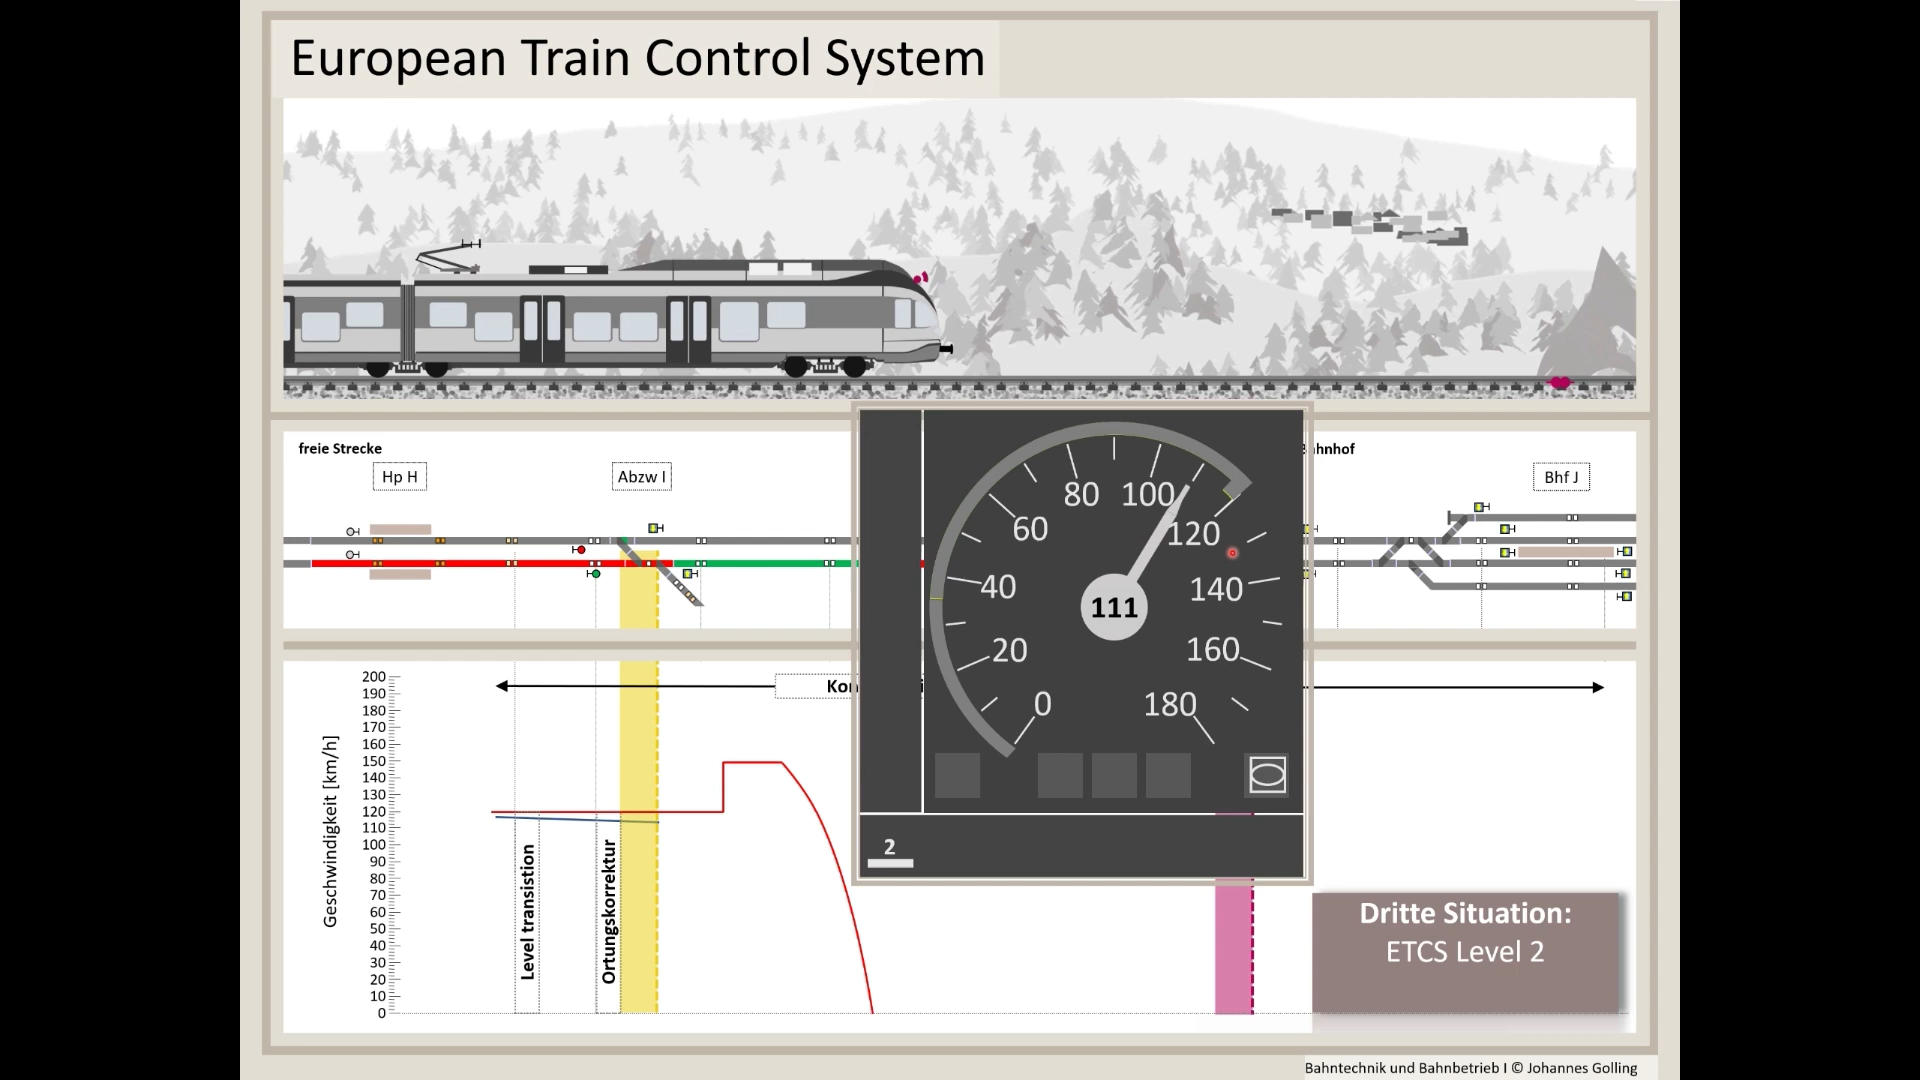 European Train Control System
freie Strecke
Hp H
Abzw I
ahnhof
Bhf J
0
20
40
60
80
100
120
140
160
180
111
2
Geschwindigkeit [km/h]
200
190
180
170
160
150
140
130
120
110
100
90
80
70
60
50
40
30
20
10
0
Level transistion
Ortungskorrektur
Dritte Situation:
ETCS Level 2
Bahntechnik und Bahnbetrieb I © Johannes Golling